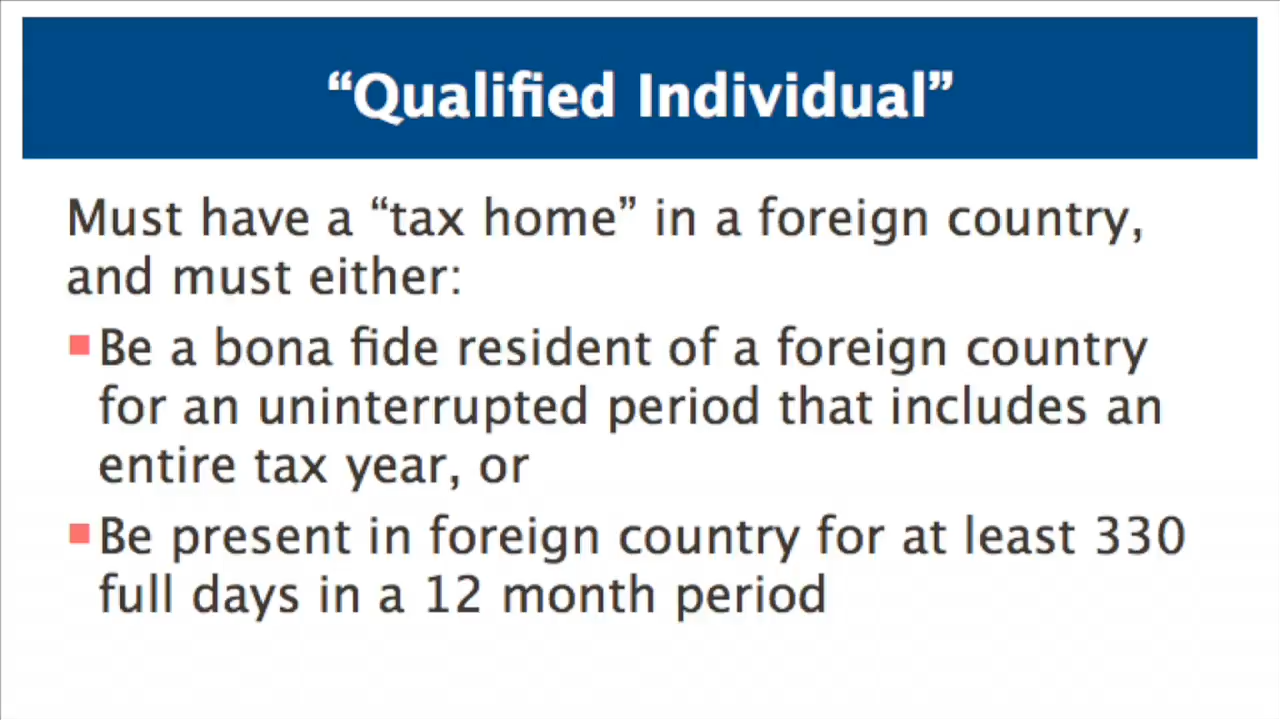 “Qualified Individual”
Must have a “tax home” in a foreign country,
and must either:
Be a bona fide resident of a foreign country
for an uninterrupted period that includes an
entire tax year, or
Be present in foreign country for at least 330
full days in a 12 month period